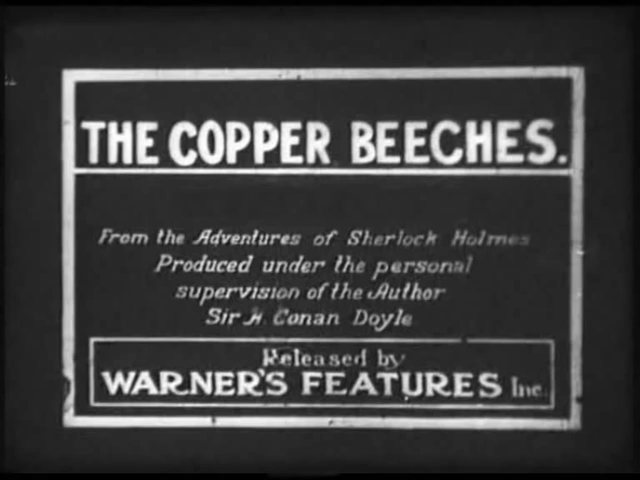 THE COPPER BEECHES.
From the Adventures of Sherlock Holmes
Produced under the personal
supervision of the Author
Sir A. Conan Doyle
Released by
WARNER'S FEATURES Inc.